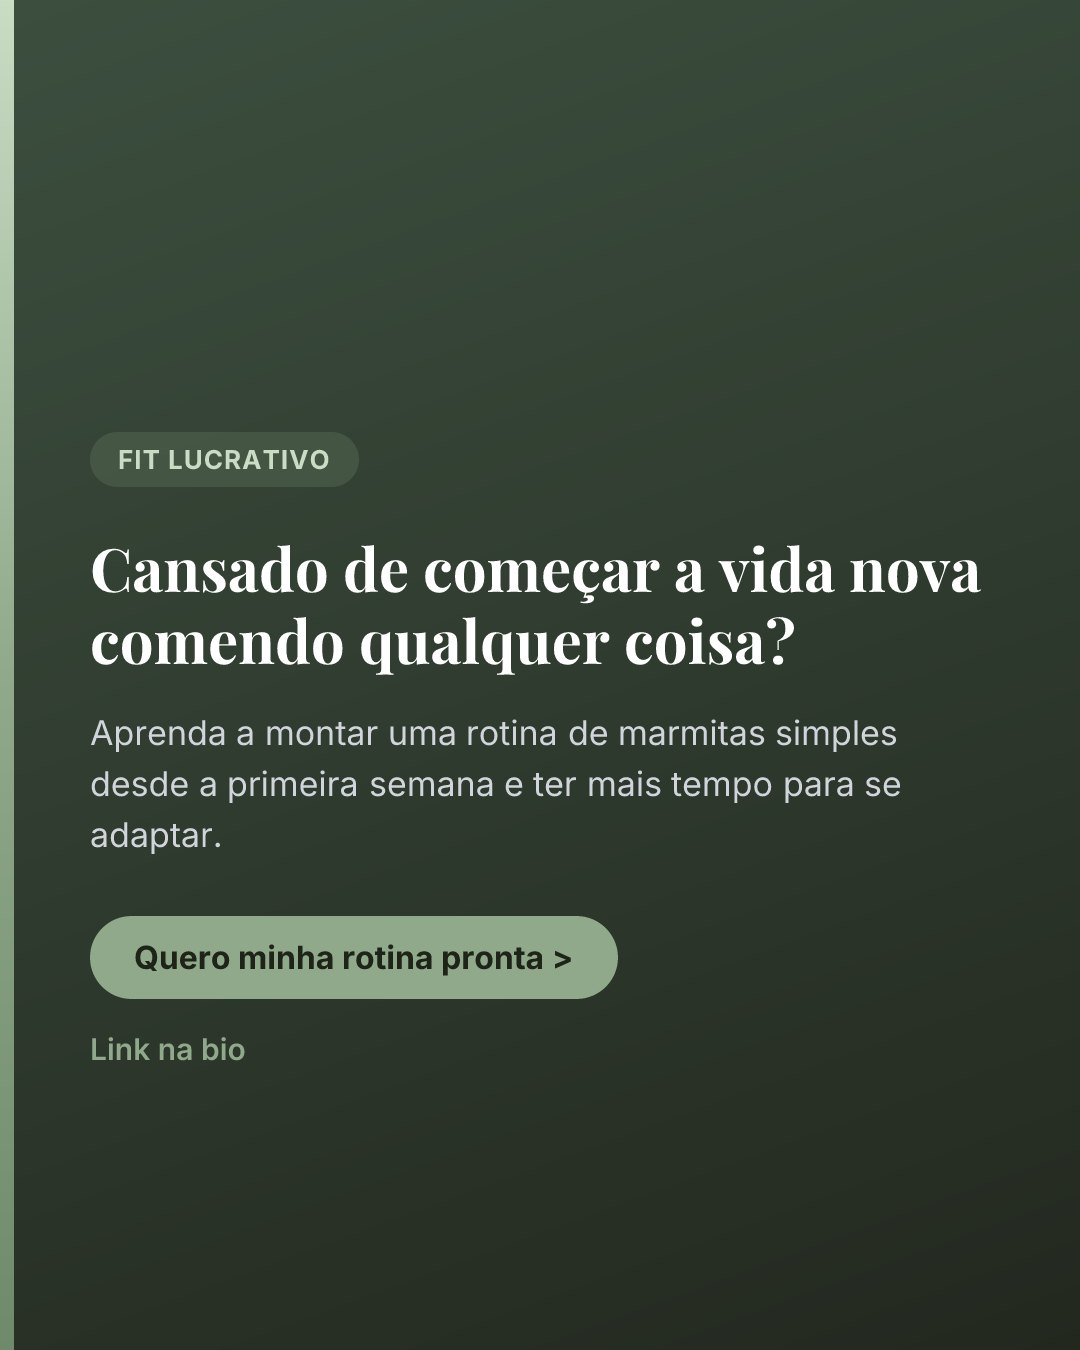 FIT LUCRATIVO
Cansado de começar a vida nova
comendo qualquer coisa?
Aprenda a montar uma rotina de marmitas simples
desde a primeira semana e ter mais tempo para se
adaptar.
Quero minha rotina pronta >
Link na bio